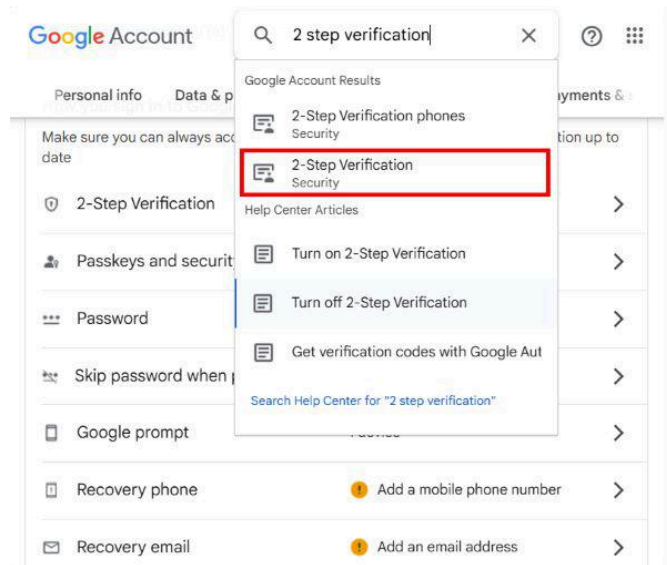 Google Account
2 step verification
Personal info Data & p
yments &
Google Account Results
2-Step Verification phones
Security
2-Step Verification
Security
Help Center Articles
Turn on 2-Step Verification
Turn off 2-Step Verification
Get verification codes with Google Aut
Search Help Center for "2 step verification"
Make sure you can always acc
tion up to
date
2-Step Verification
Passkeys and securit
Password
Skip password when p
Google prompt
Recovery phone
Add a mobile phone number
Recovery email
Add an email address